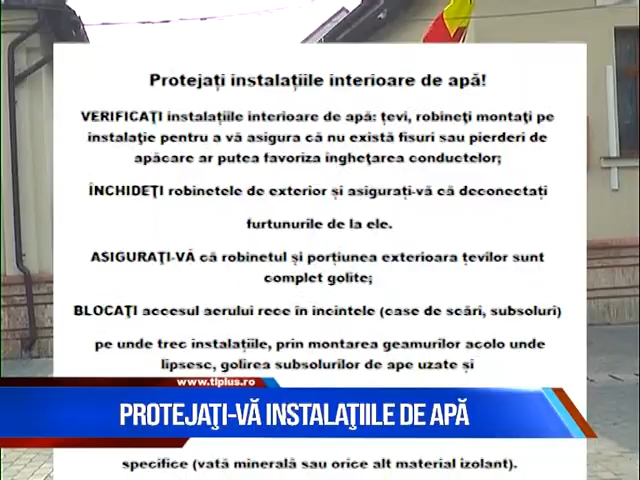 Protejați instalațiile interioare de apă!
VERIFICAȚI instalațiile interioare de apă: țevi, robineți montați pe
instalație pentru a vă asigura că nu există fisuri sau pierderi de
apăcare ar putea favoriza înghețarea conductelor;
ÎNCHIDEȚI robinetele de exterior și asigurați-vă că deconectați
furtunurile de la ele.
ASIGURAȚI-VĂ că robinetul și porțiunea exterioara țevilor sunt
complet golite;
BLOCAȚI accesul aerului rece în incintele (case de scări, subsoluri)
pe unde trec instalațiile, prin montarea geamurilor acolo unde
lipsesc, golirea subsolurilor de ape uzate și
www.tlplus.ro
PROTEJAŢI-VĂ INSTALAŢIILE DE APĂ
specifice (vată minerală sau orice alt material izolant).